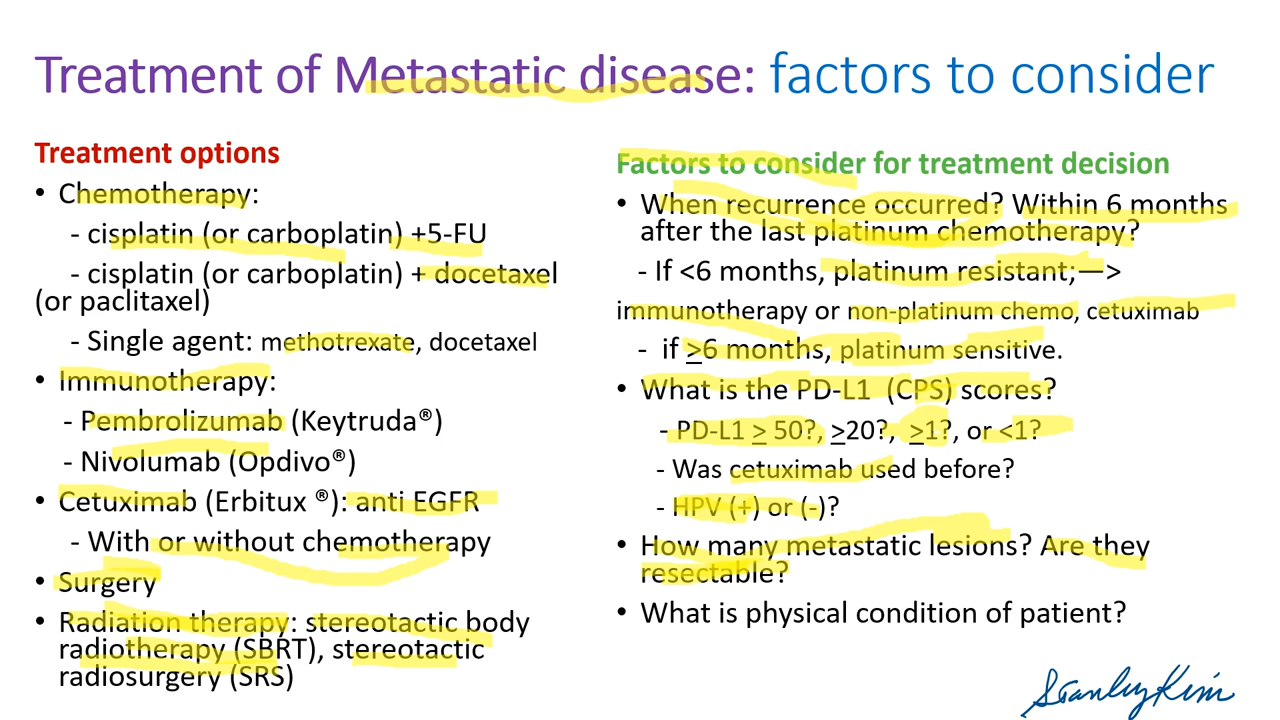 Treatment of Metastatic disease: factors to consider
Treatment options
• Chemotherapy:
- cisplatin (or carboplatin) +5-FU
- cisplatin (or carboplatin) + docetaxel
(or paclitaxel)
- Single agent: methotrexate, docetaxel
• Immunotherapy:
- Pembrolizumab (Keytruda®)
- Nivolumab (Opdivo®)
• Cetuximab (Erbitux ®): anti EGFR
- With or without chemotherapy
• Surgery
• Radiation therapy: stereotactic body
radiotherapy (SBRT), stereotactic
radiosurgery (SRS)
Factors to consider for treatment decision
• When recurrence occurred? Within 6 months
after the last platinum chemotherapy?
- If <6 months, platinum resistant;—>
immunotherapy or non-platinum chemo, cetuximab
- if ≥6 months, platinum sensitive.
• What is the PD-L1 (CPS) scores?
- PD-L1 ≥ 50?, ≥20?, ≥1?, or <1?
- Was cetuximab used before?
- HPV (+) or (-)?
• How many metastatic lesions? Are they
resectable?
• What is physical condition of patient?
Stanley Kim